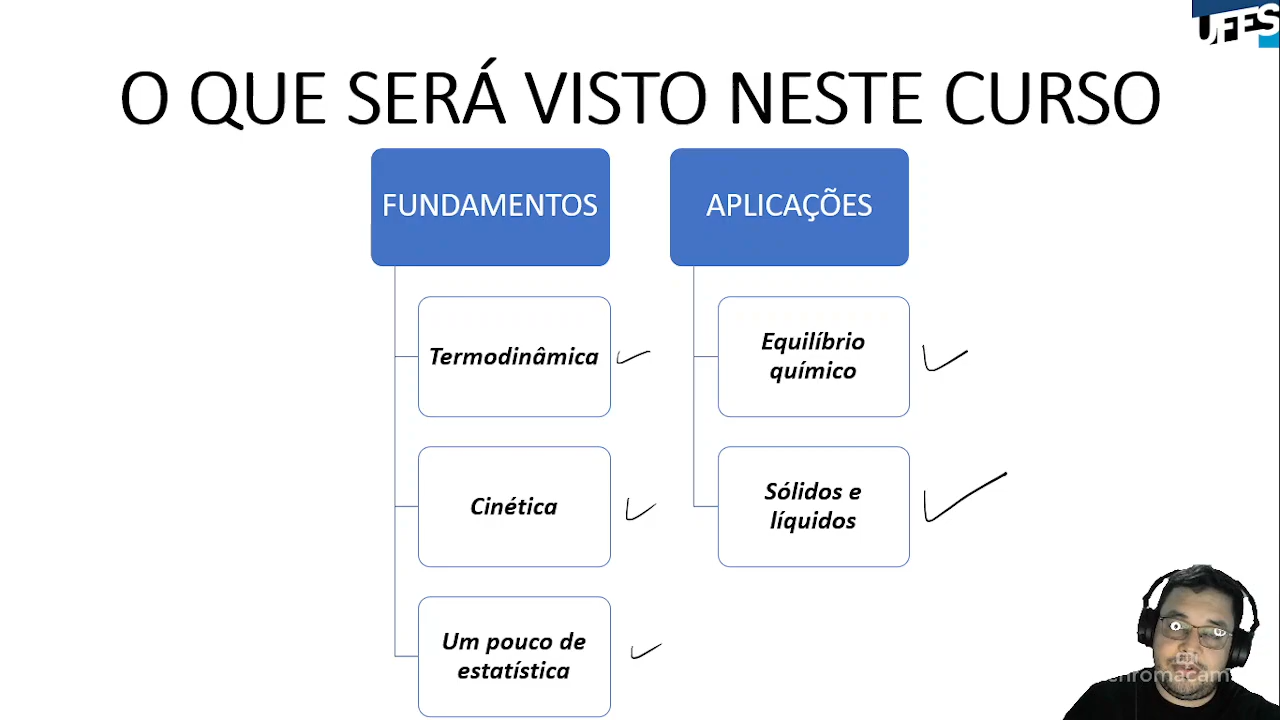 UFES
O QUE SERÁ VISTO NESTE CURSO
FUNDAMENTOS
Termodinâmica
Cinética
Um pouco de
estatística
APLICAÇÕES
Equilíbrio
químico
Sólidos e
líquidos